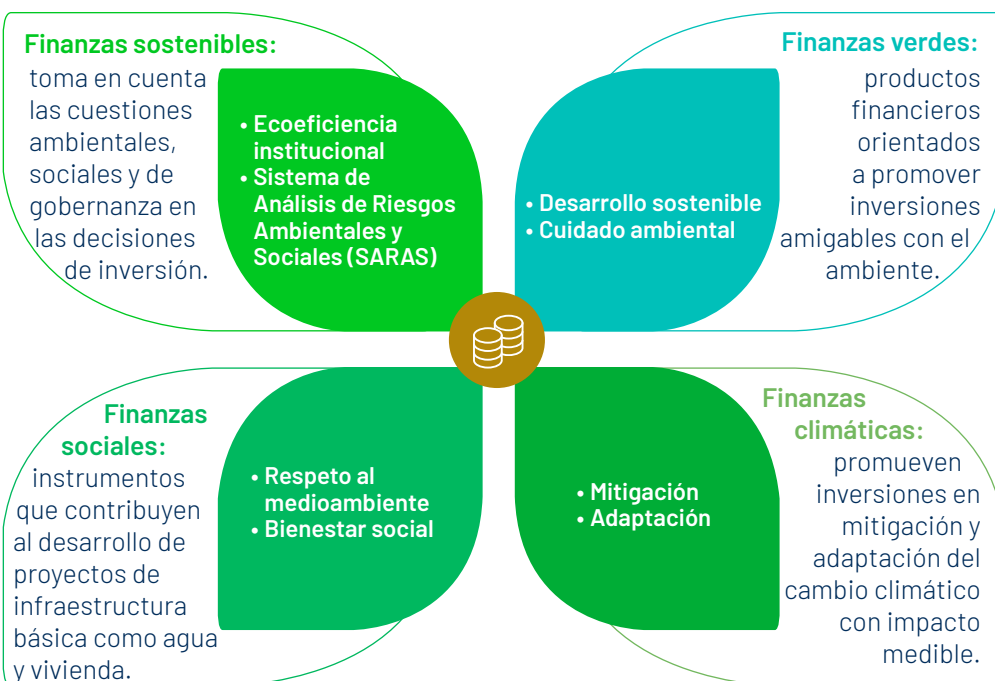 Finanzas sostenibles:
toma en cuenta
las cuestiones
ambientales,
sociales y de
gobernanza en
las decisiones
de inversión.
• Ecoeficiencia
institucional
• Sistema de
Análisis de Riesgos
Ambientales y
Sociales (SARAS)
Finanzas verdes:
productos
financieros
orientados
a promover
inversiones
amigables con el
ambiente.
• Desarrollo sostenible
• Cuidado ambiental
Finanzas
sociales:
instrumentos
que contribuyen
al desarrollo de
proyectos de
infraestructura
básica como agua
y vivienda.
• Respeto al
medioambiente
• Bienestar social
Finanzas
climáticas:
promueven
inversiones en
mitigación y
adaptación del
cambio climático
con impacto
medible.
• Mitigación
• Adaptación